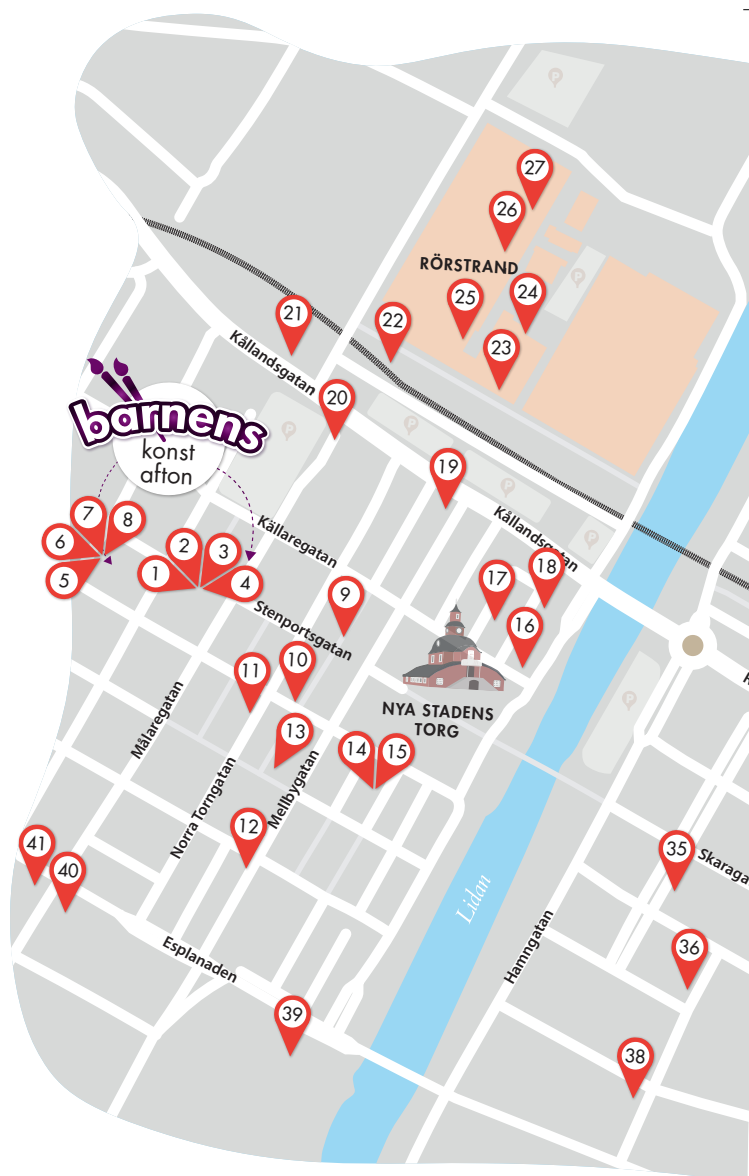 P
27
26
RÖRSTRAND
P
25
24
21
22
23
Kållandsgatan
20
barnens
konst
afton
P
P
19
P
Kållandsgatan
P
7
8
6
5
2
3
1
4
Källaregatan
9
17
18
16
Stenportsgatan
11
10
NYA STADENS
TORG
P
Målaregatan
13
14
15
Mellbygatan
Norra Torngatan
12
41
40
35
Skaraga
Lidan
Hamngatan
36
Esplanaden
39
38